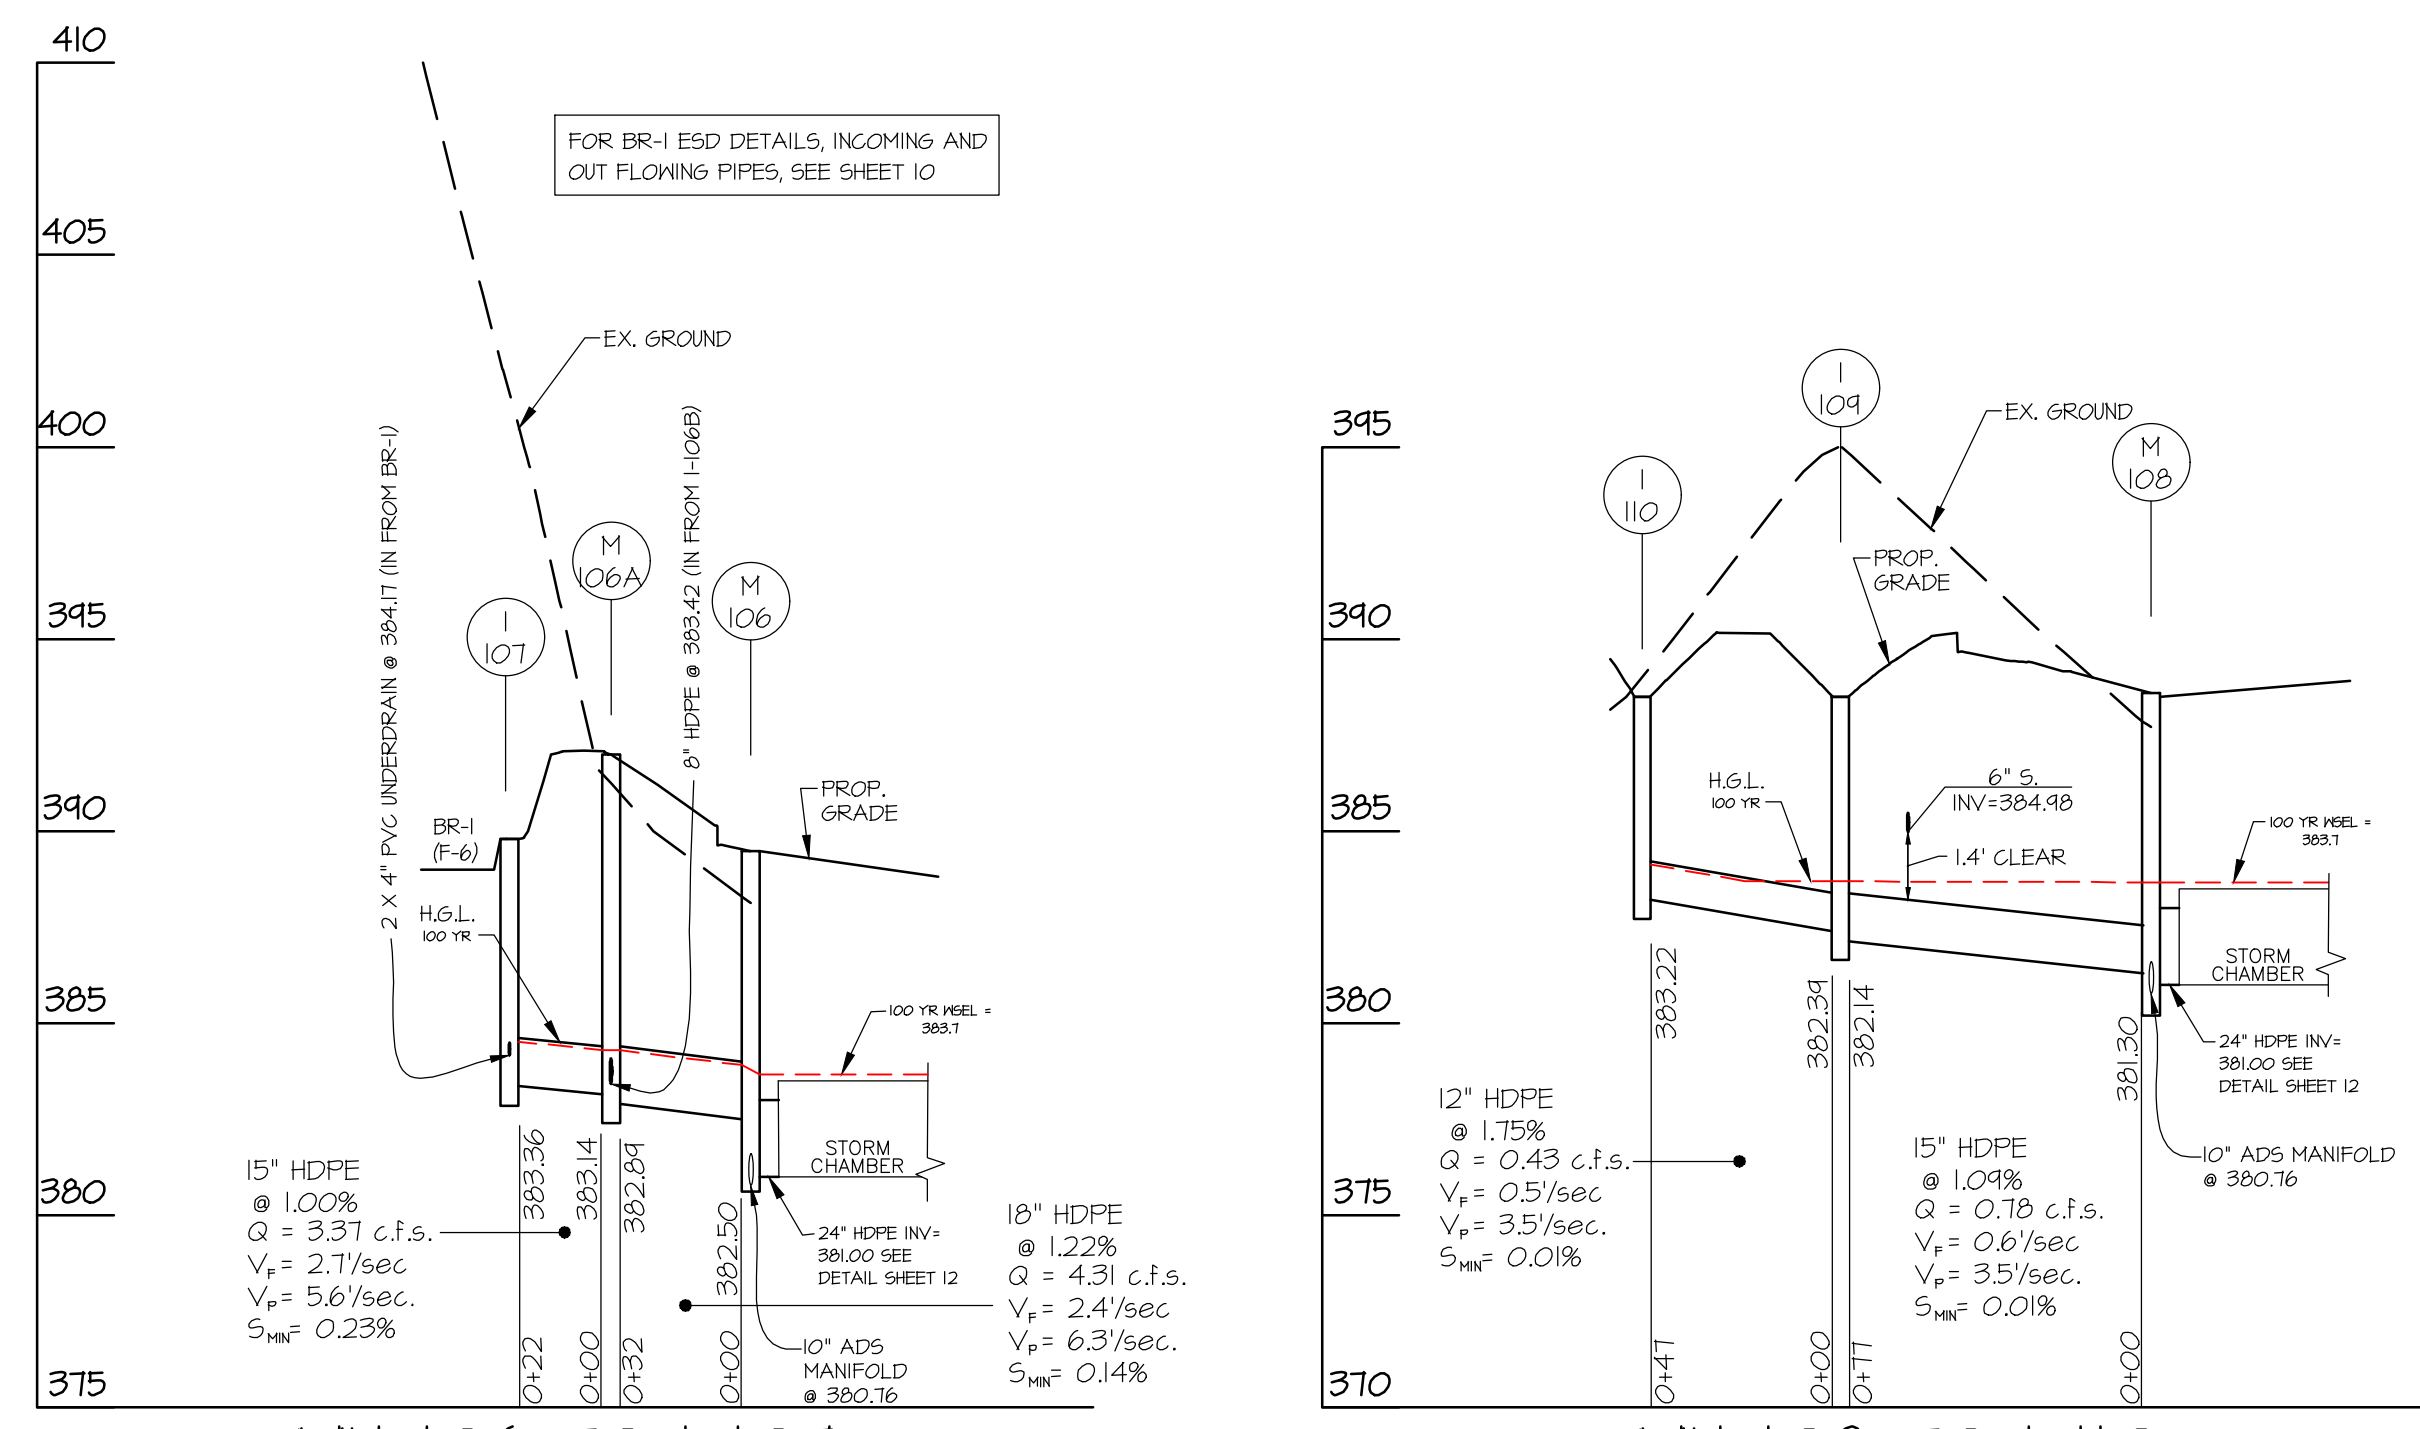 410
405
400
395
390
385
380
375
FOR BR-1 ESD DETAILS, INCOMING AND
OUT FLOWING PIPES, SEE SHEET 10
EX. GROUND
2 X 4" PVC UNDERDRAIN @ 384.17 (IN FROM BR-1)
8" HDPE @ 383.42 (IN FROM I-106B)
I
107
M
106A
M
106
PROP.
GRADE
BR-1
(F-6)
H.G.L.
100 YR
100 YR WSEL =
383.7
STORM
CHAMBER
15" HDPE
@ 1.00%
Q = 3.37 c.f.s.
VF= 2.7'/sec
VP= 5.6'/sec.
SMIN= 0.23%
383.36
383.14
382.89
382.50
0+22
0+00
0+32
0+00
24" HDPE INV=
381.00 SEE
DETAIL SHEET 12
10" ADS
MANIFOLD
@ 380.76
18" HDPE
@ 1.22%
Q = 4.31 c.f.s.
VF= 2.4'/sec
VP= 6.3'/sec.
SMIN= 0.14%
395
390
385
380
375
370
I
110
I
109
M
108
EX. GROUND
PROP.
GRADE
H.G.L.
100 YR
6" S.
INV=384.98
1.4' CLEAR
100 YR WSEL =
383.7
STORM
CHAMBER
383.22
382.39
382.14
381.30
24" HDPE INV=
381.00 SEE
DETAIL SHEET 12
12" HDPE
@ 1.75%
Q = 0.43 c.f.s.
VF= 0.5'/sec
VP= 3.5'/sec.
SMIN= 0.01%
15" HDPE
@ 1.09%
Q = 0.78 c.f.s.
VF= 0.6'/sec
VP= 3.5'/sec.
SMIN= 0.01%
10" ADS MANIFOLD
@ 380.76
0+47
0+00
0+77
0+00